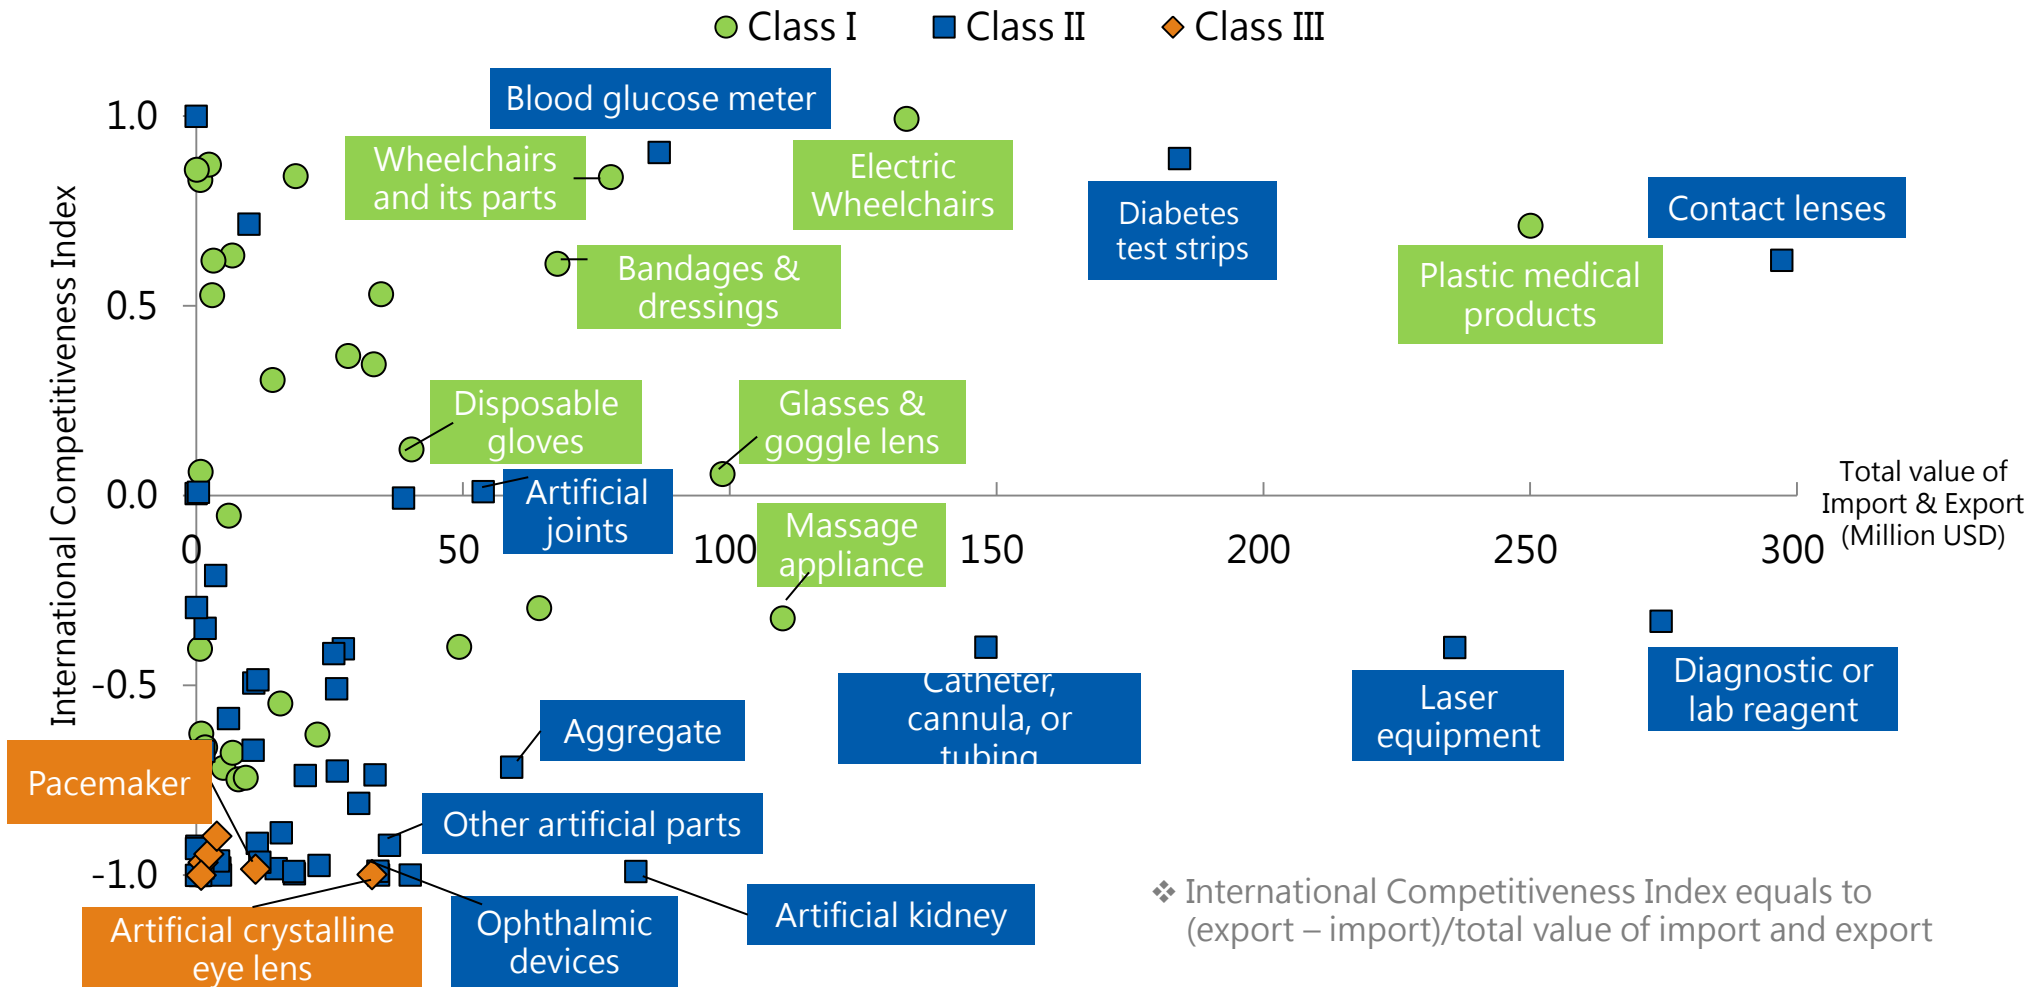 Class I
Class II
Class III
Blood glucose meter
Wheelchairs
and its parts
Electric
Wheelchairs
Diabetes
test strips
Contact lenses
Bandages &
dressings
Plastic medical
products
Disposable
gloves
Glasses &
goggle lens
Artificial
joints
Massage
appliance
Total value of
Import & Export
(Million USD)
International Competitiveness Index
1.0
0.5
0.0
-0.5
-1.0
0
50
100
150
200
250
300
Catheter,
cannula, or
tubing
Laser
equipment
Diagnostic or
lab reagent
Aggregate
Pacemaker
Other artificial parts
Artificial crystalline
eye lens
Ophthalmic
devices
Artificial kidney
❖ International Competitiveness Index equals to
(export – import)/total value of import and export